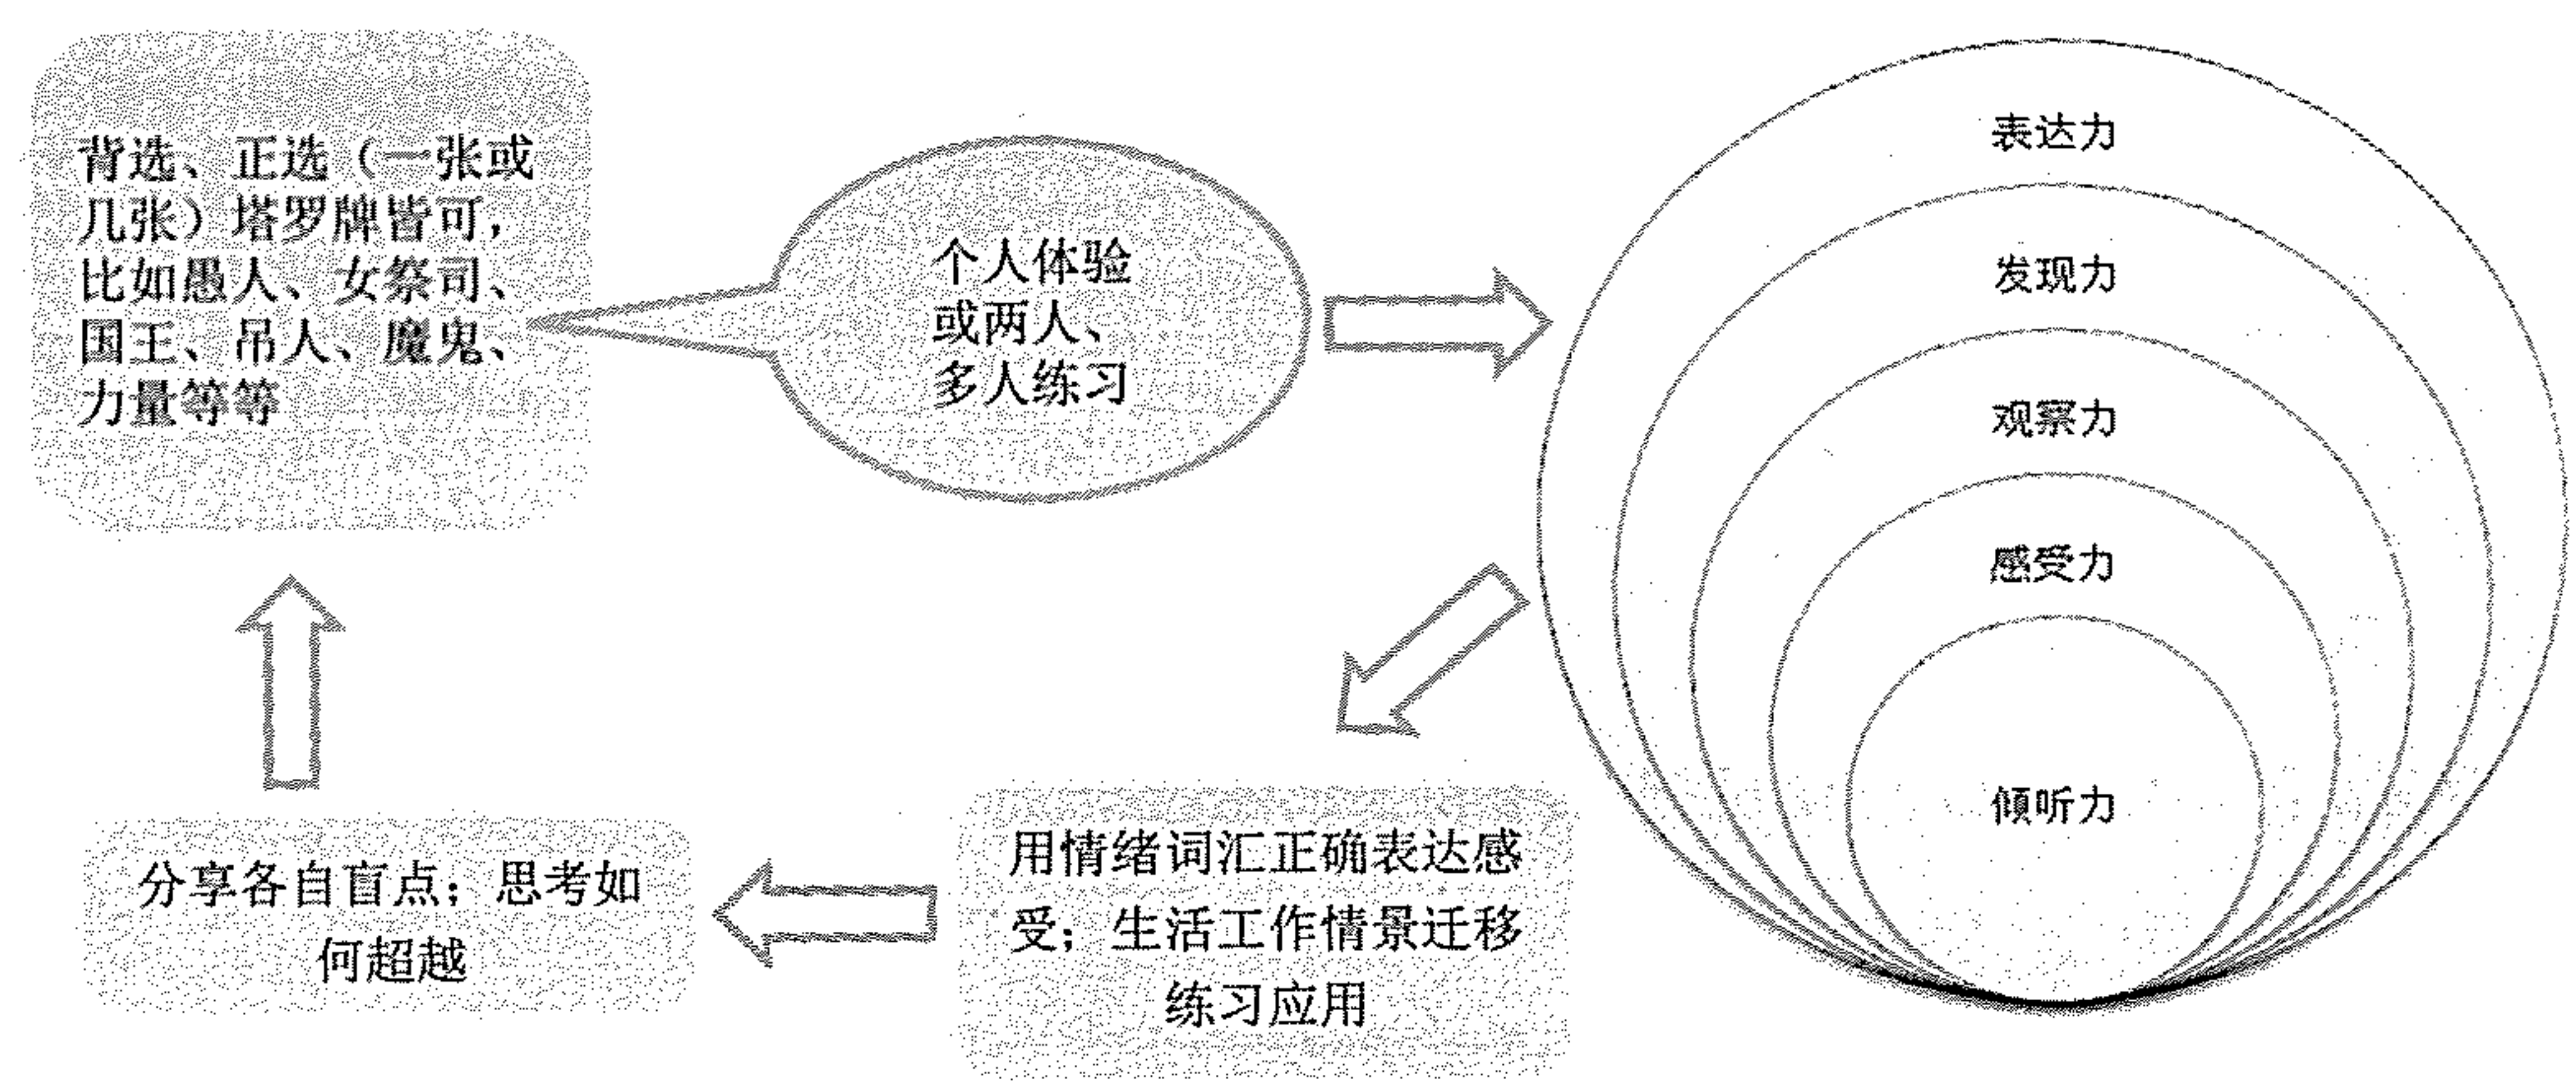 背选、正选（一张或
几张）塔罗牌皆可，
比如愚人、女祭司、
国王、吊人、魔鬼、
力量等等
个人体验
或两人、
多人练习
表达力
发现力
观察力
感受力
倾听力
用情绪词汇正确表达感
受；生活工作情景迁移
练习应用
分享各自盲点；思考如
何超越